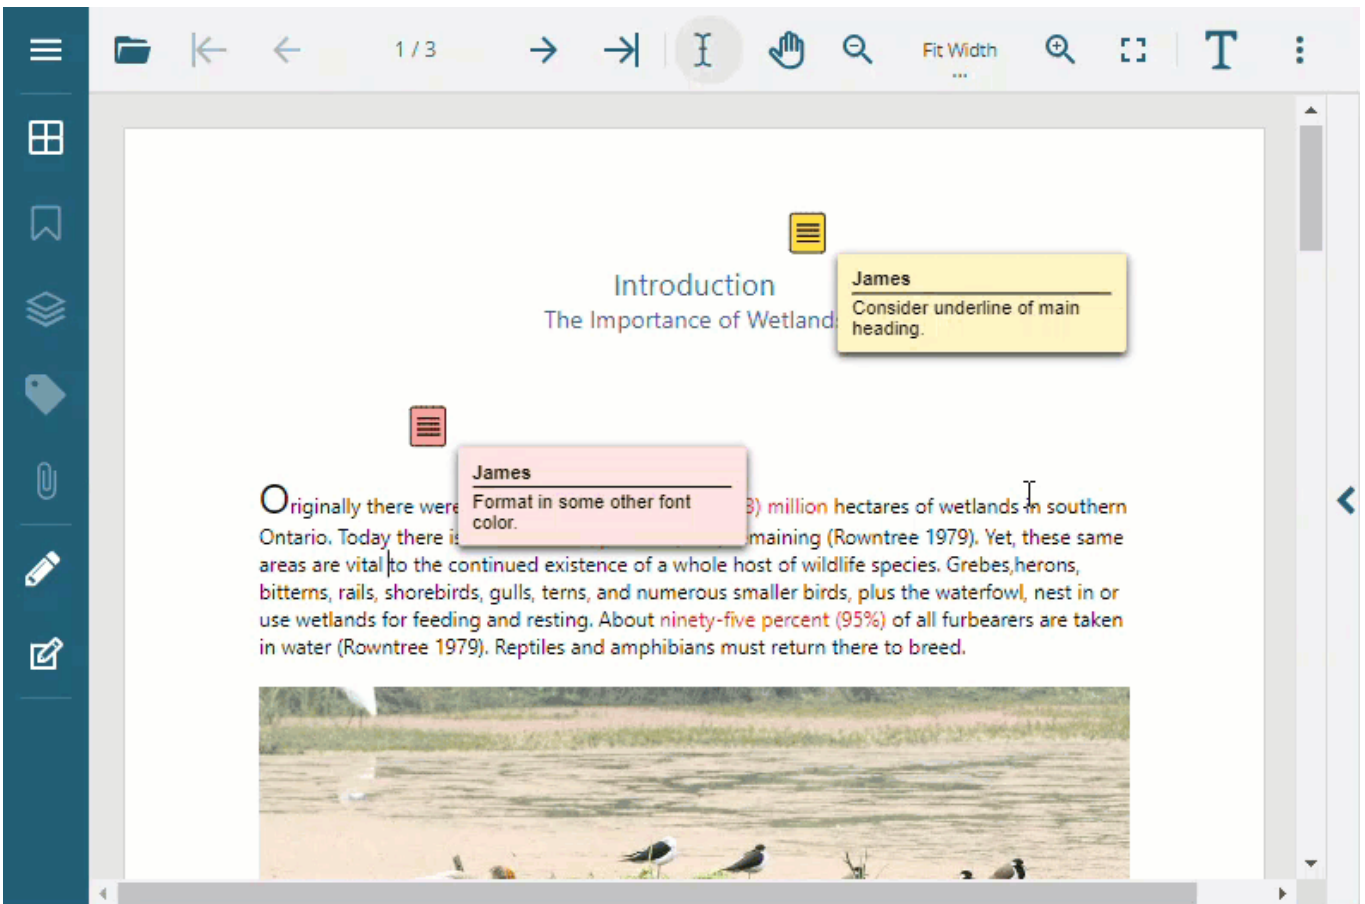 1 / 3
Fit Width
...
T
Introduction
The Importance of Wetlands
James
Consider underline of main
heading.
James
Format in some other font
color.
Originally there were 3) million hectares of wetlands in southern
Ontario. Today there is maining (Rowntree 1979). Yet, these same
areas are vital to the continued existence of a whole host of wildlife species. Grebes,herons,
bitterns, rails, shorebirds, gulls, terns, and numerous smaller birds, plus the waterfowl, nest in or
use wetlands for feeding and resting. About ninety-five percent (95%) of all furbearers are taken
in water (Rowntree 1979). Reptiles and amphibians must return there to breed.